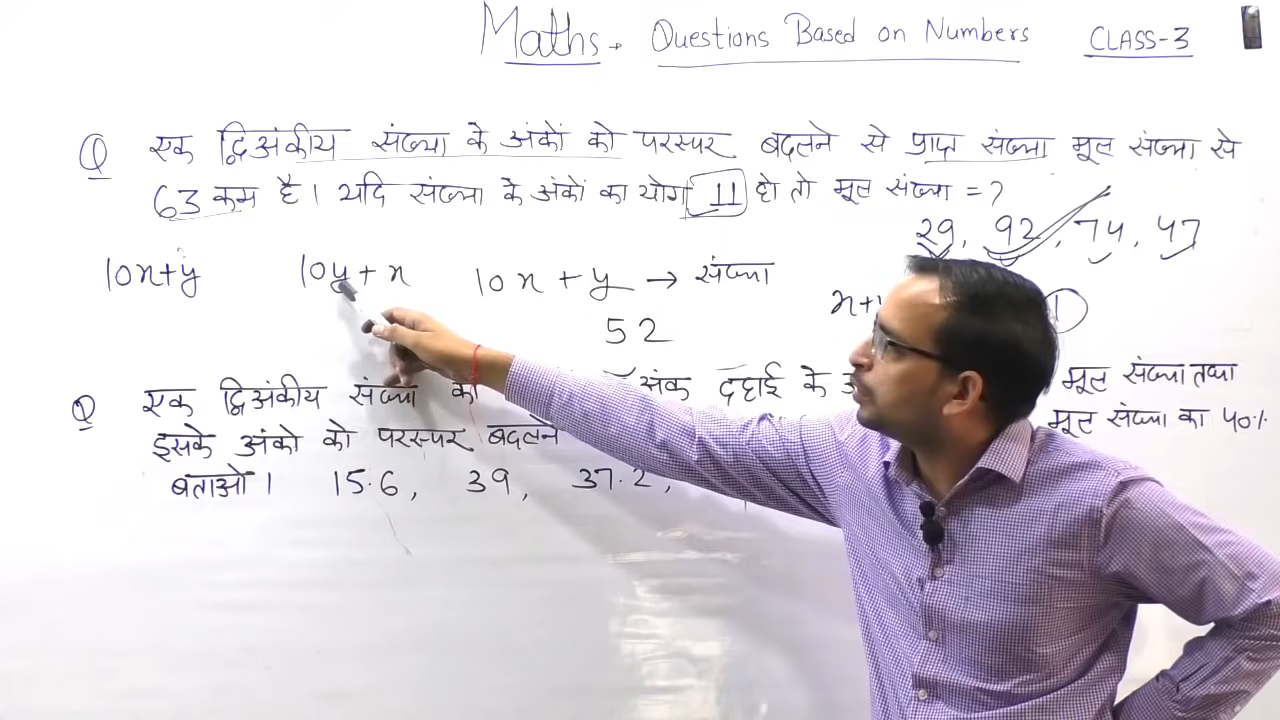 Maths. Questions Based on Numbers CLASS-3
Q एक द्विअंकीय संख्या के अंकों को परस्पर बदलने से प्राप्त संख्या मूल संख्या से
63 कम है। यदि संख्या के अंकों का योग 11 हो तो मूल संख्या = ?
29, 92, 74, 47
10x+y 10y+x 10x+y → संख्या
x+y 1
52
Q एक द्विअंकीय संख्या का अंक दहाई के मूल संख्या तथा
इसके अंको को परस्पर बदलने मूल संख्या का 40%
बताओ। 15.6, 39, 37.2,